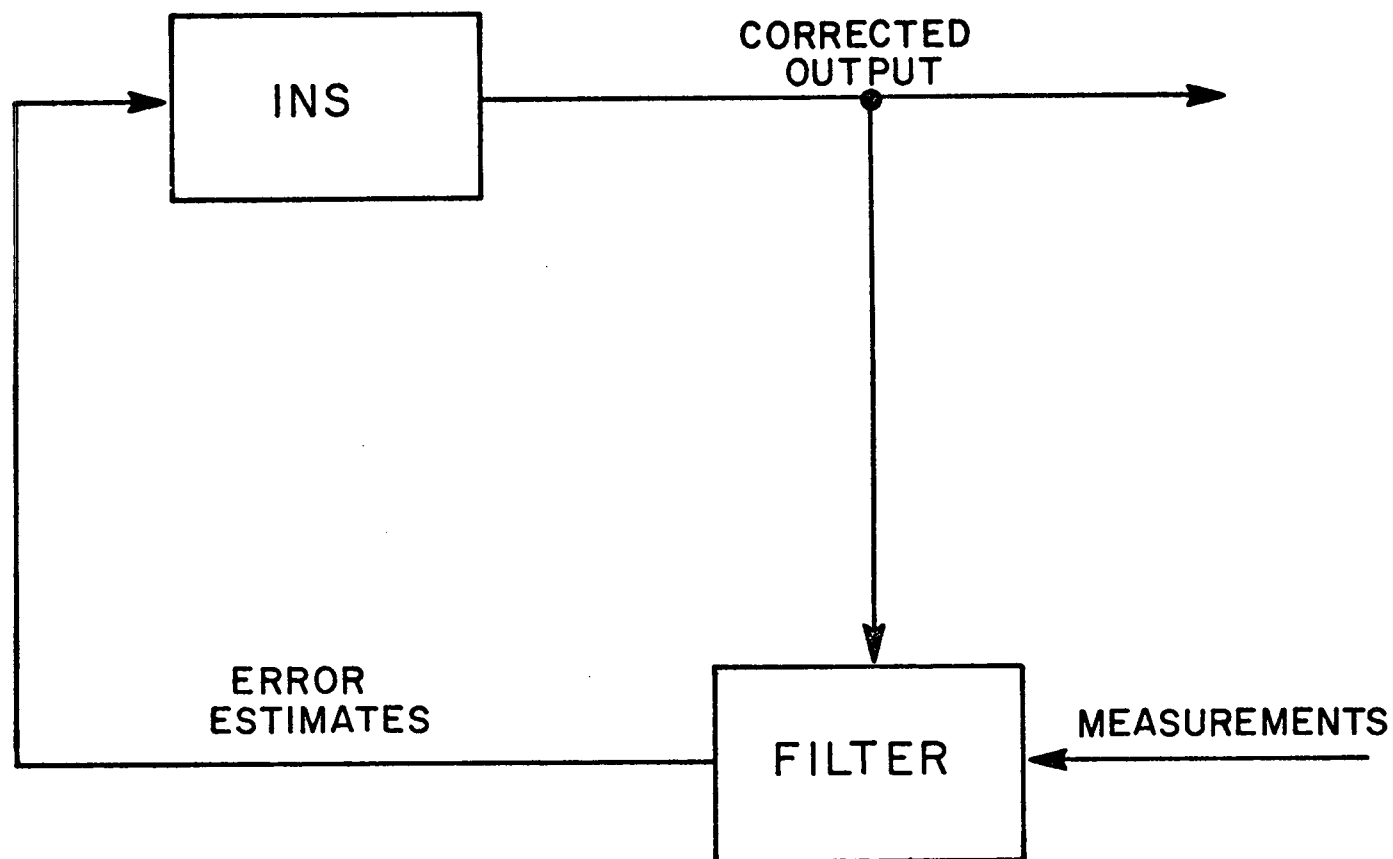 INS
CORRECTED
OUTPUT
ERROR
ESTIMATES
FILTER
MEASUREMENTS